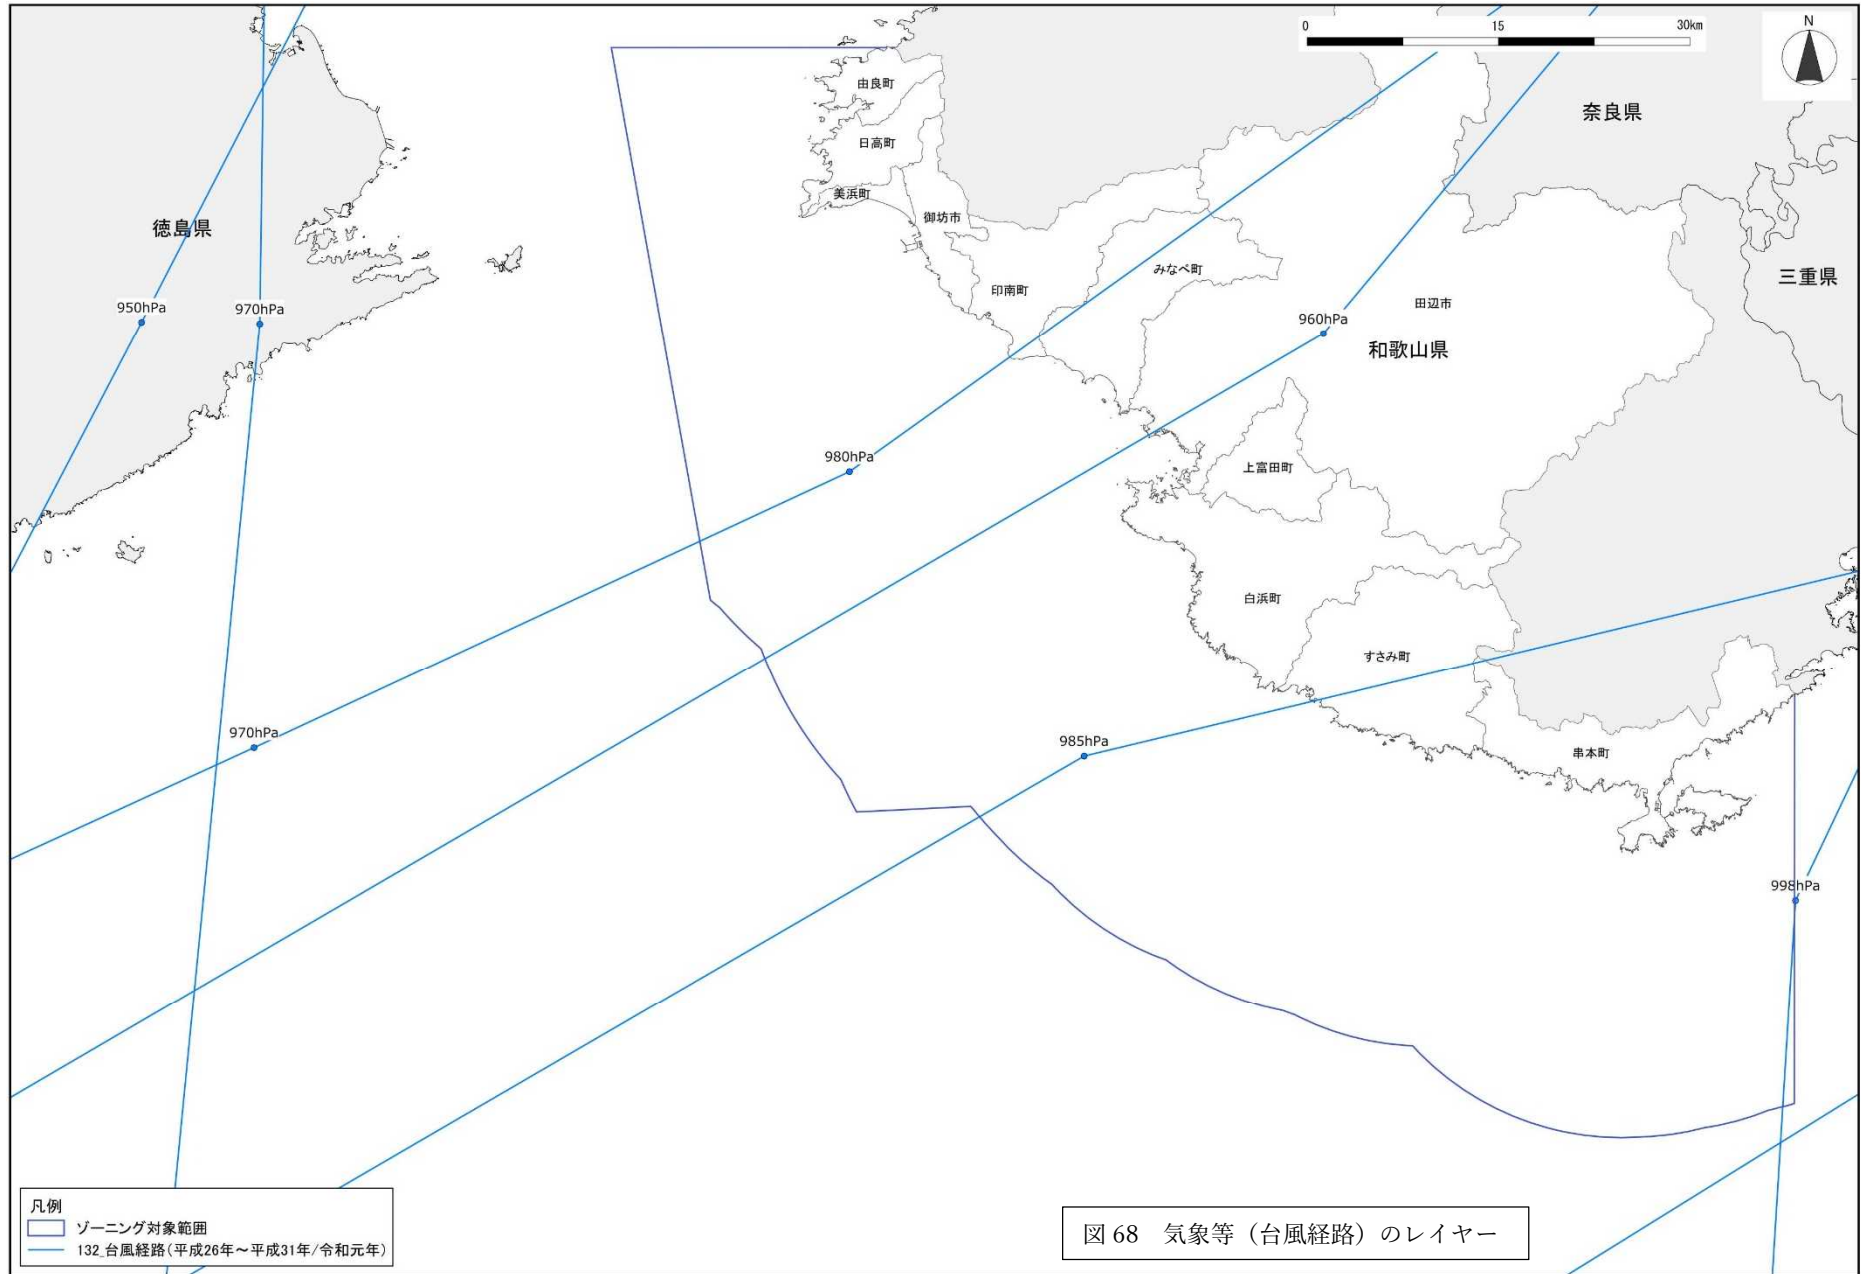 0 15 30km
N
由良町
奈良県
日高町
美浜町
御坊市
徳島県
みなべ町
三重県
印南町
田辺市
950hPa
970hPa
960hPa
和歌山県
980hPa
上富田町
白浜町
すさみ町
970hPa
985hPa
串本町
998hPa
凡例
ゾーニング対象範囲
132_台風経路(平成26年～平成31年/令和元年)
図 68 気象等（台風経路）のレイヤー